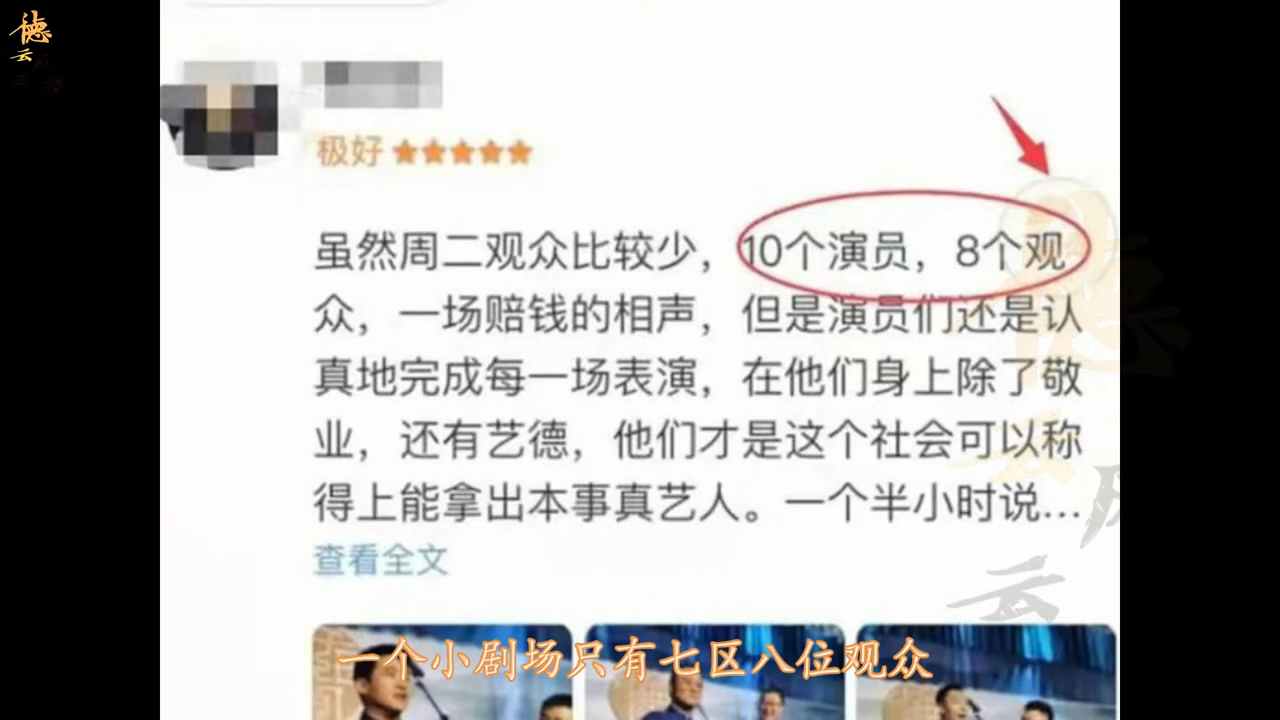 德
云
极好
虽然周二观众比较少，10个演员，8个观
众，一场赔钱的相声，但是演员们还是认
真地完成每一场表演，在他们身上除了敬
业，还有艺德，他们才是这个社会可以称
得上能拿出本事真艺人。一个半小时说...
查看全文
德
云
云
一个小剧场只有七区八位观众